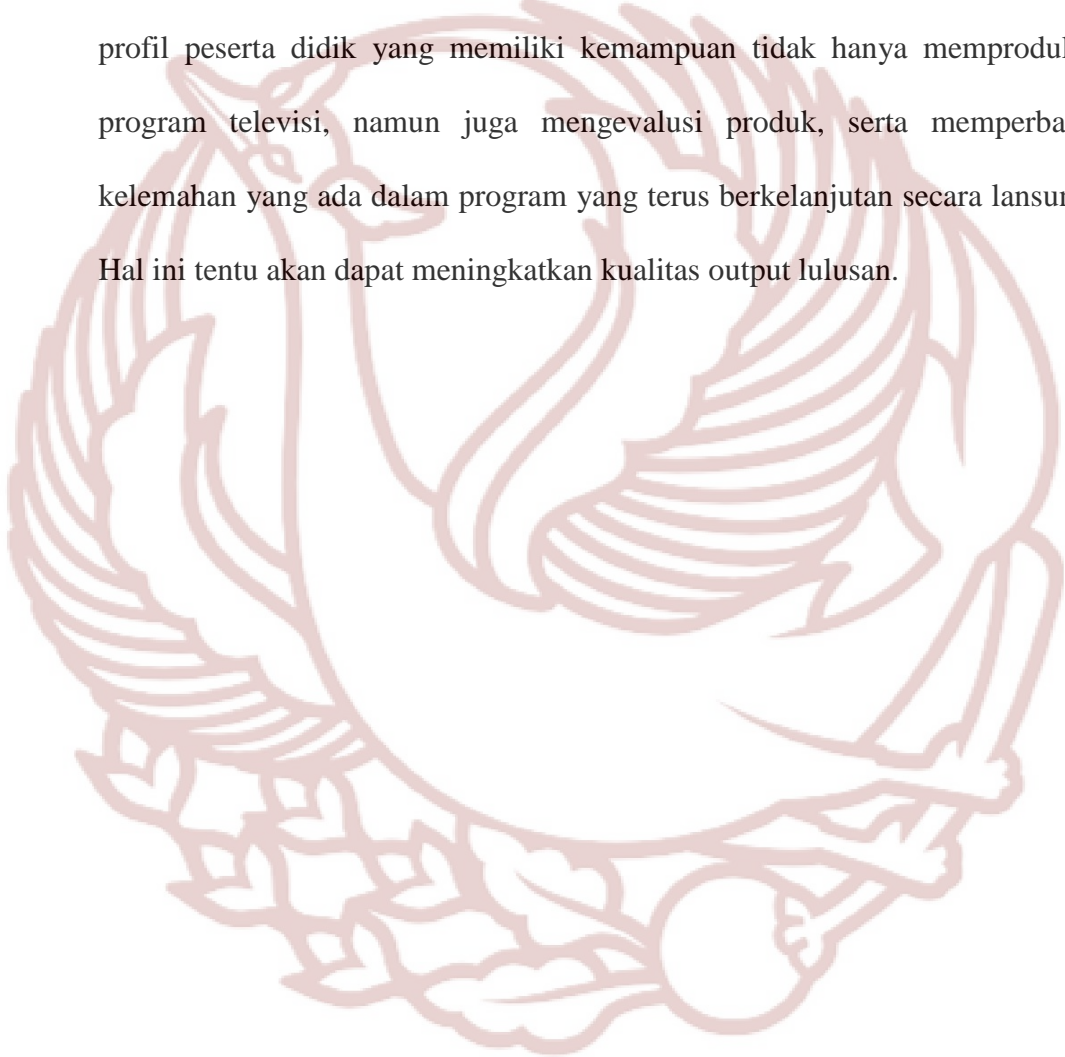 profil peserta didik yang memiliki kemampuan tidak hanya memproduk
program televisi, namun juga mengevalusi produk, serta memperba
kelemahan yang ada dalam program yang terus berkelanjutan secara lansun
Hal ini tentu akan dapat meningkatkan kualitas output lulusan.